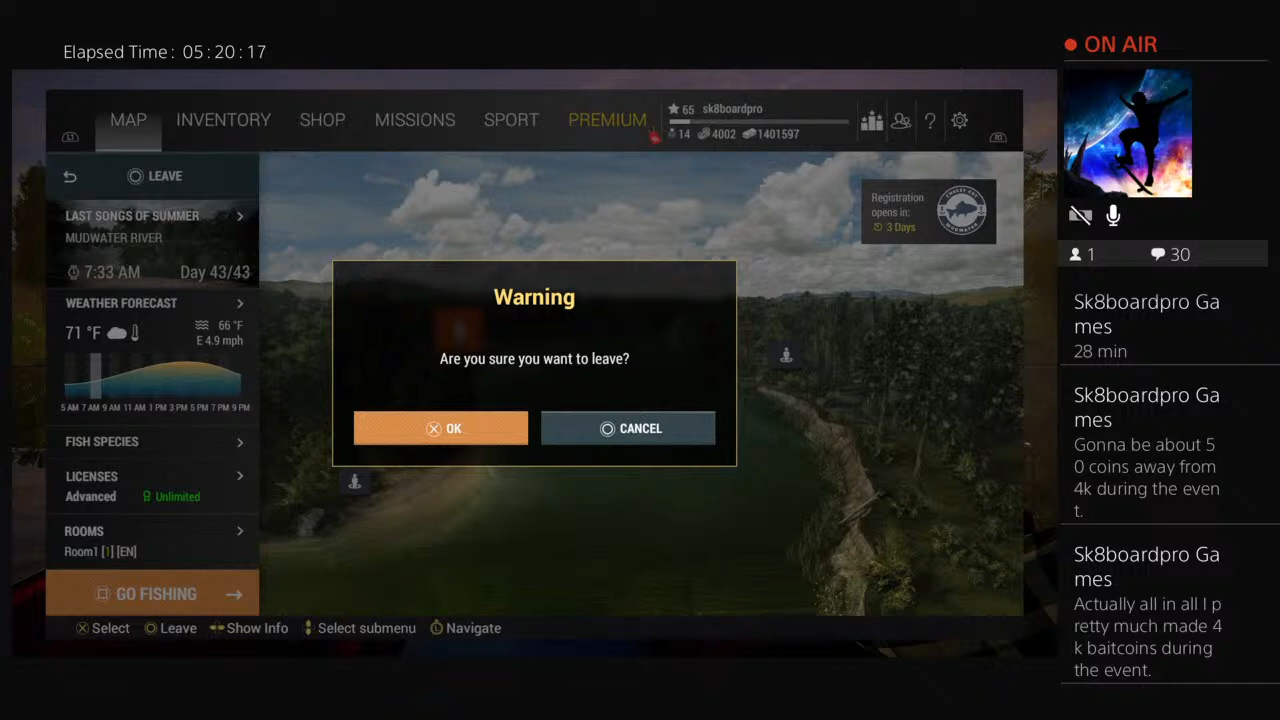 Elapsed Time: 05:20:17
ON AIR
MAP INVENTORY SHOP MISSIONS SPORT PREMIUM
65 sk8boardpro
14 4002 1401597
?
L1
R1
LEAVE
LAST SONGS OF SUMMER
MUDWATER RIVER
7:33 AM Day 43/43
WEATHER FORECAST
71 °F 66 °F
E 4.9 mph
5 AM 7 AM 9 AM 11 AM 1 PM 3 PM 5 PM 7 PM 9 PM
FISH SPECIES
LICENSES
Advanced Unlimited
ROOMS
Room1 [1] [EN]
GO FISHING
Registration
opens in:
3 Days
Warning
Are you sure you want to leave?
OK CANCEL
Select Leave Show Info Select submenu L Navigate
1 30
Sk8boardpro Ga
mes
28 min
Sk8boardpro Ga
mes
Gonna be about 5
0 coins away from
4k during the even
t.
Sk8boardpro Ga
mes
Actually all in all I p
retty much made 4
k baitcoins during
the event.